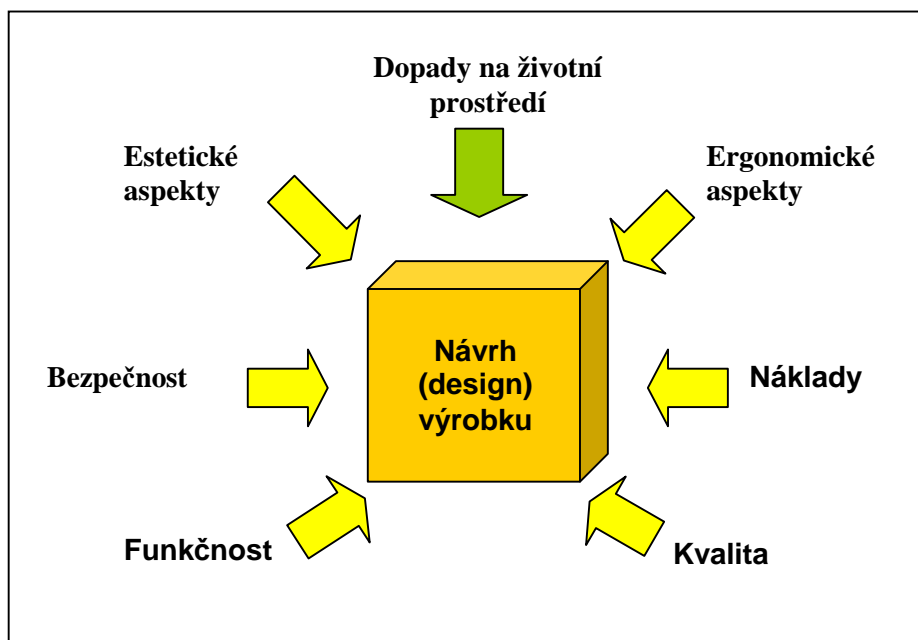 Dopady na životní
prostředí
Estetické
aspekty
Ergonomické
aspekty
Bezpečnost
Návrh
(design)
výrobku
Náklady
Funkčnost
Kvalita